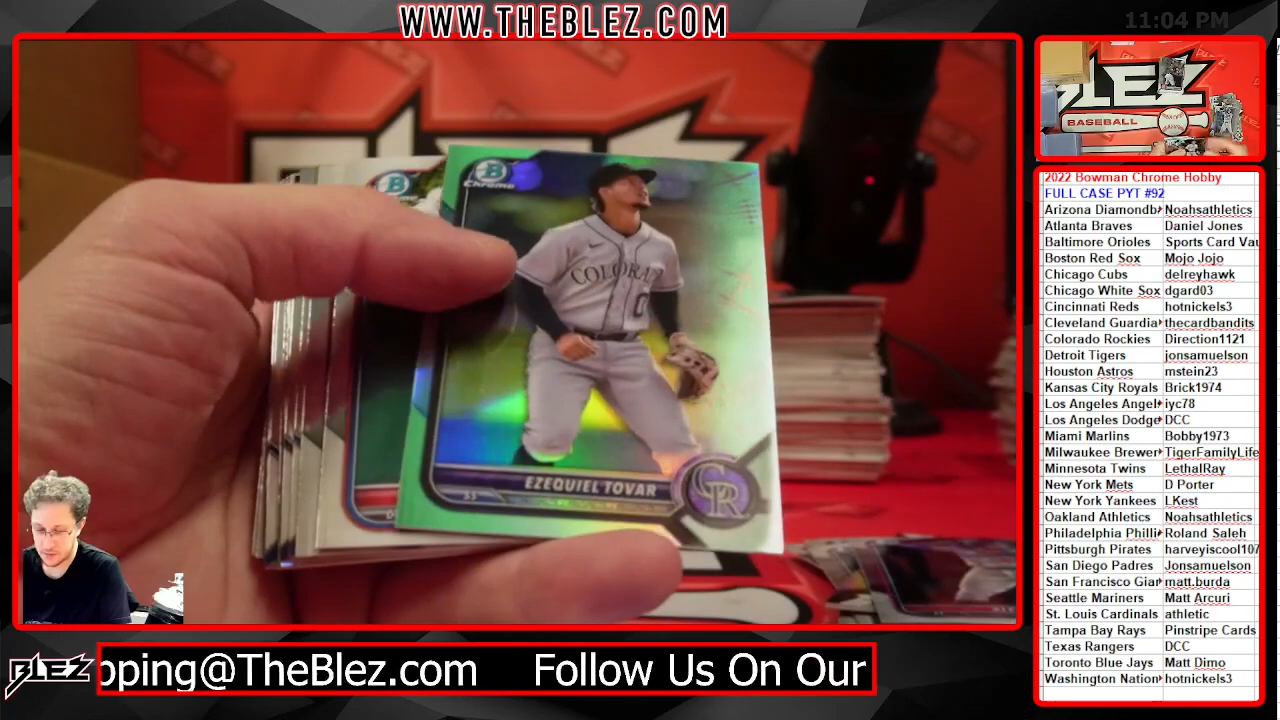 WWW.THEBLEZ.COM
11:04 PM
BLEZ
BASEBALL
B
Chrome
B
Chrome
COLORA
EZEQUIEL TOVAR
SS
CR
2022 Bowman Chrome Hobby
FULL CASE PYT #92
Arizona Diamondb Noahsathletics
Atlanta Braves Daniel Jones
Baltimore Orioles Sports Card Vau
Boston Red Sox Mojo Jojo
Chicago Cubs delreyhawk
Chicago White Sox dgard03
Cincinnati Reds hotnickels3
Cleveland Guardia thecardbandits
Colorado Rockies Direction1121
Detroit Tigers jonsamuelson
Houston Astros mstein23
Kansas City Royals Brick1974
Los Angeles Angel iyc78
Los Angeles Dodge DCC
Miami Marlins Bobby1973
Milwaukee Brewer TigerFamilyLife
Minnesota Twins LethalRay
New York Mets D Porter
New York Yankees LKest
Oakland Athletics Noahsathletics
Philadelphia Philli Roland Saleh
Pittsburgh Pirates harveyiscool107
San Diego Padres Jonsamuelson
San Francisco Gian matt.burda
Seattle Mariners Matt Arcuri
St. Louis Cardinals athletic
Tampa Bay Rays Pinstripe Cards
Texas Rangers DCC
Toronto Blue Jays Matt Dimo
Washington Nation hotnickels3
BLEZ
pping@TheBlez.com Follow Us On Our